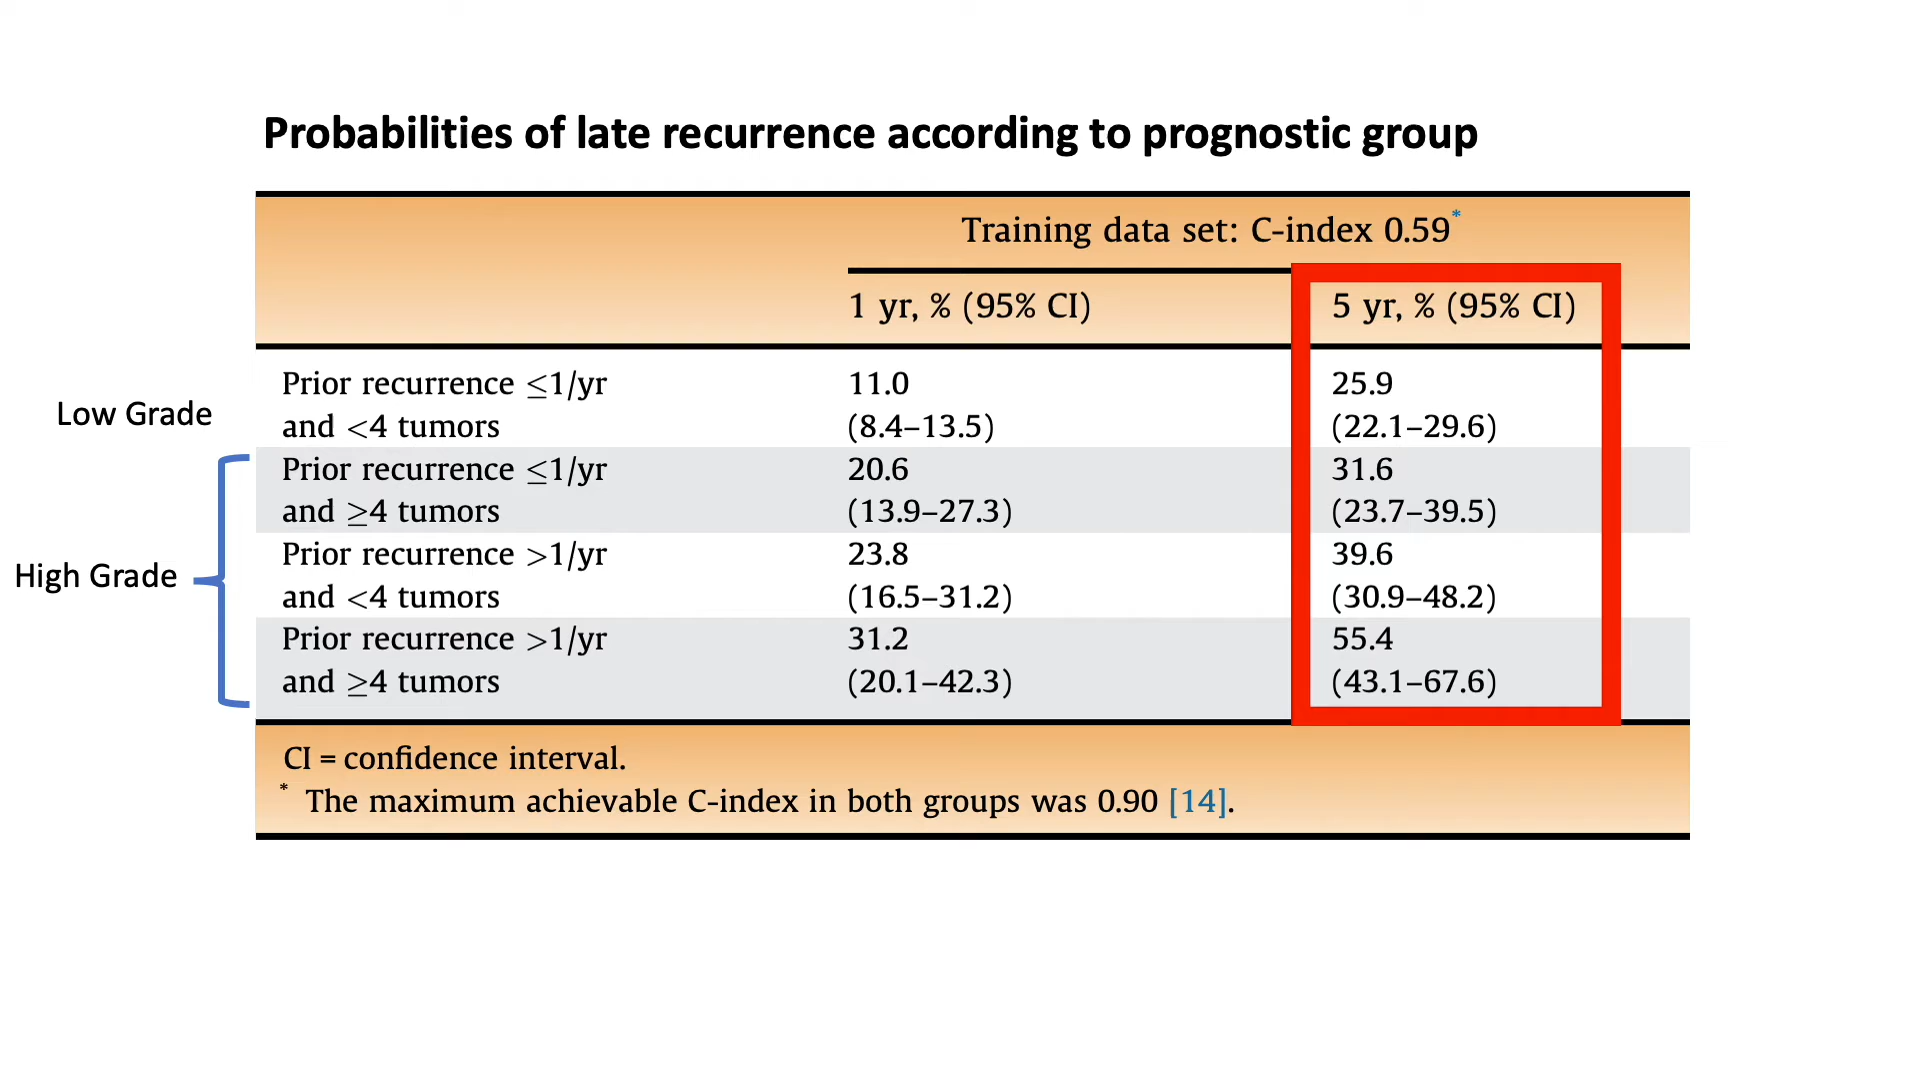 Probabilities of late recurrence according to prognostic group
Training data set: C-index 0.59*
1 yr, % (95% CI) 5 yr, % (95% CI)
Low Grade
Prior recurrence ≤1/yr 11.0 25.9
and <4 tumors (8.4–13.5) (22.1–29.6)
High Grade
Prior recurrence ≤1/yr 20.6 31.6
and ≥4 tumors (13.9–27.3) (23.7–39.5)
Prior recurrence >1/yr 23.8 39.6
and <4 tumors (16.5–31.2) (30.9–48.2)
Prior recurrence >1/yr 31.2 55.4
and ≥4 tumors (20.1–42.3) (43.1–67.6)
CI = confidence interval.
* The maximum achievable C-index in both groups was 0.90 [14].